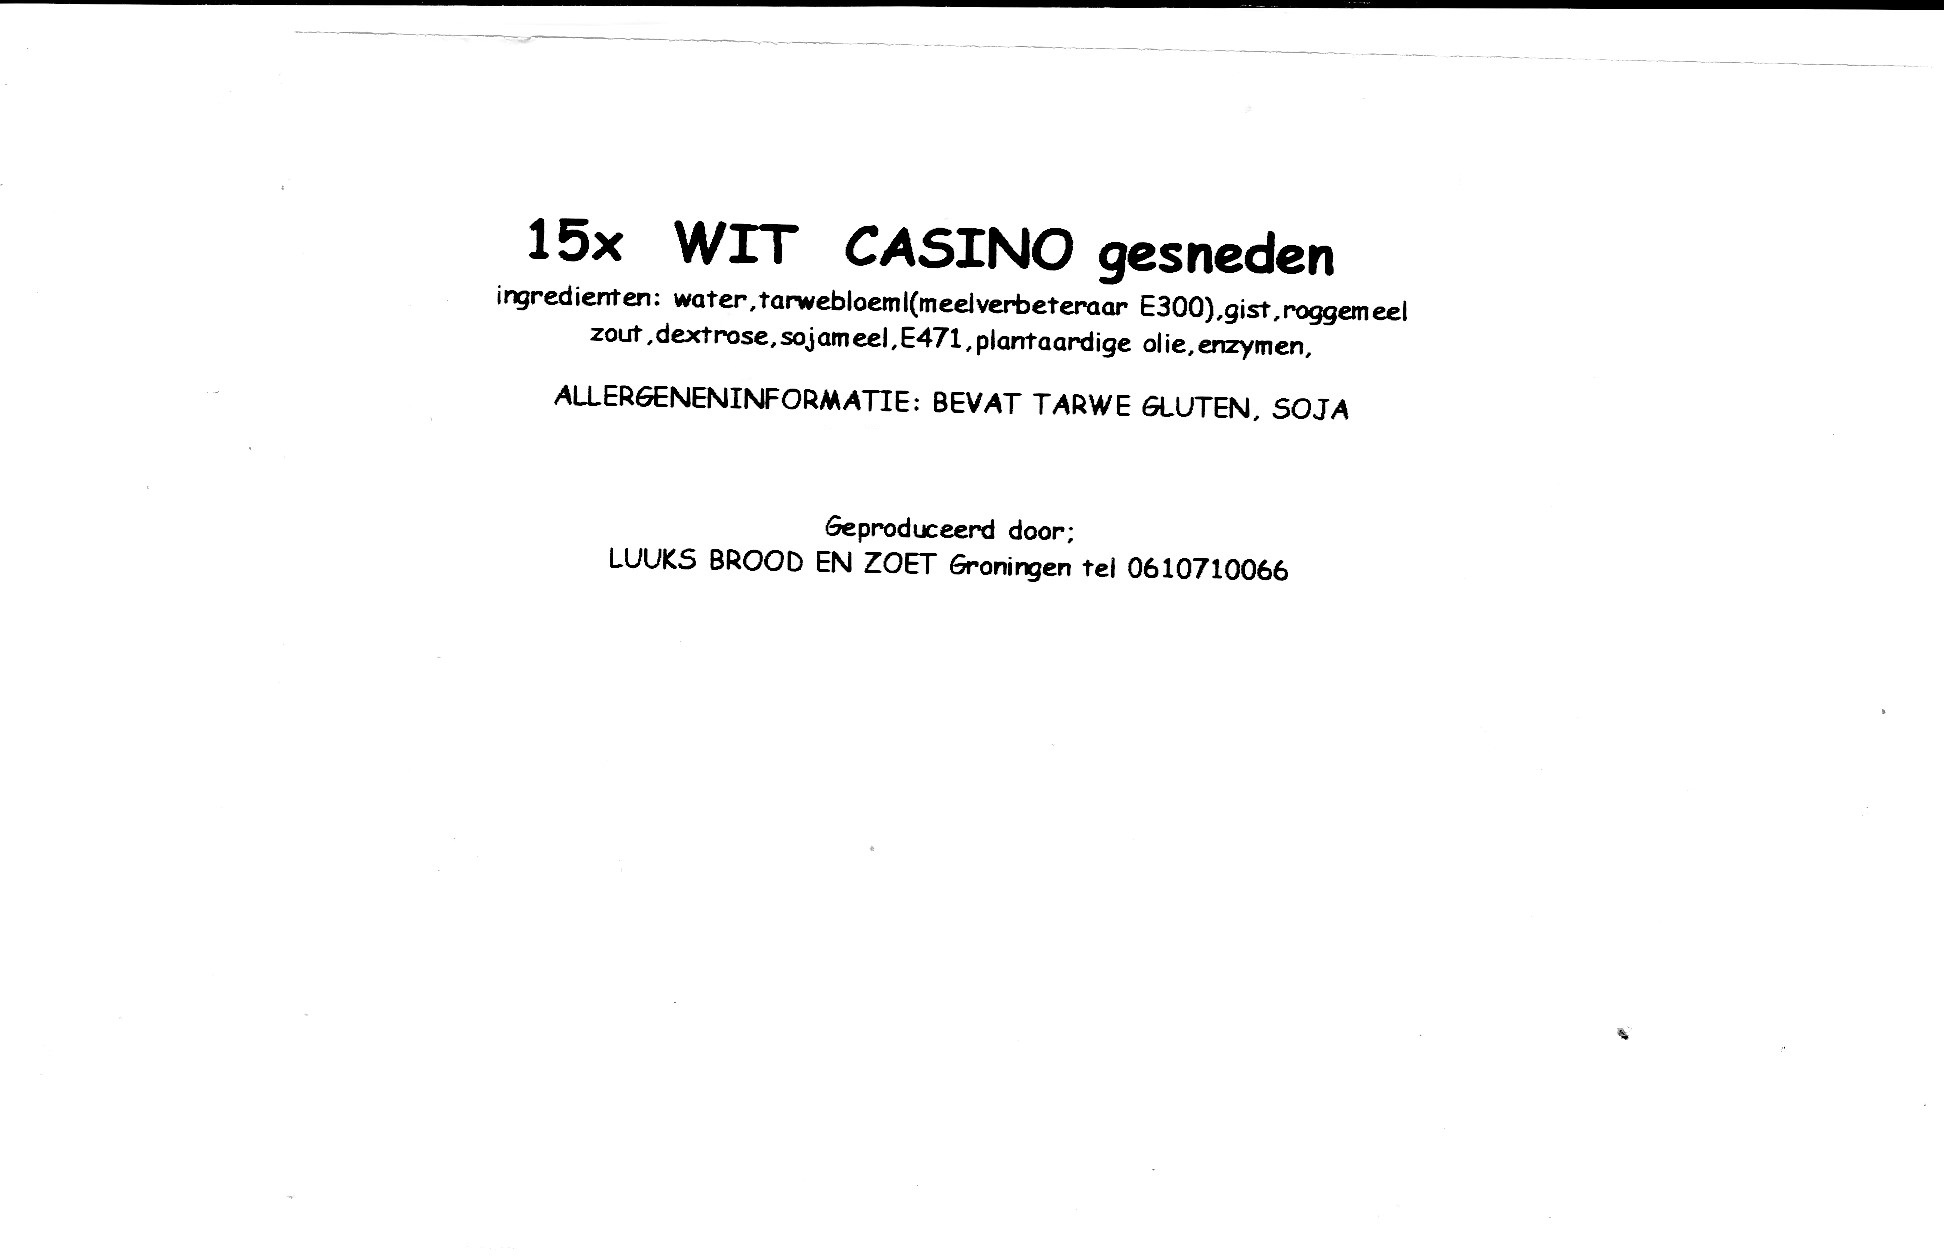 15x WIT CASINO gesneden
ingredienten: water,tarwebloeml(meelverbeteraar E300),gist,roggemeel
zout,dextrose,sojameel,E471,plantaardige olie,enzymen,
ALLERGENENINFORMATIE: BEVAT TARWE GLUTEN, SOJA
Geproduceerd door;
LUUKS BROOD EN ZOET Groningen tel 0610710066